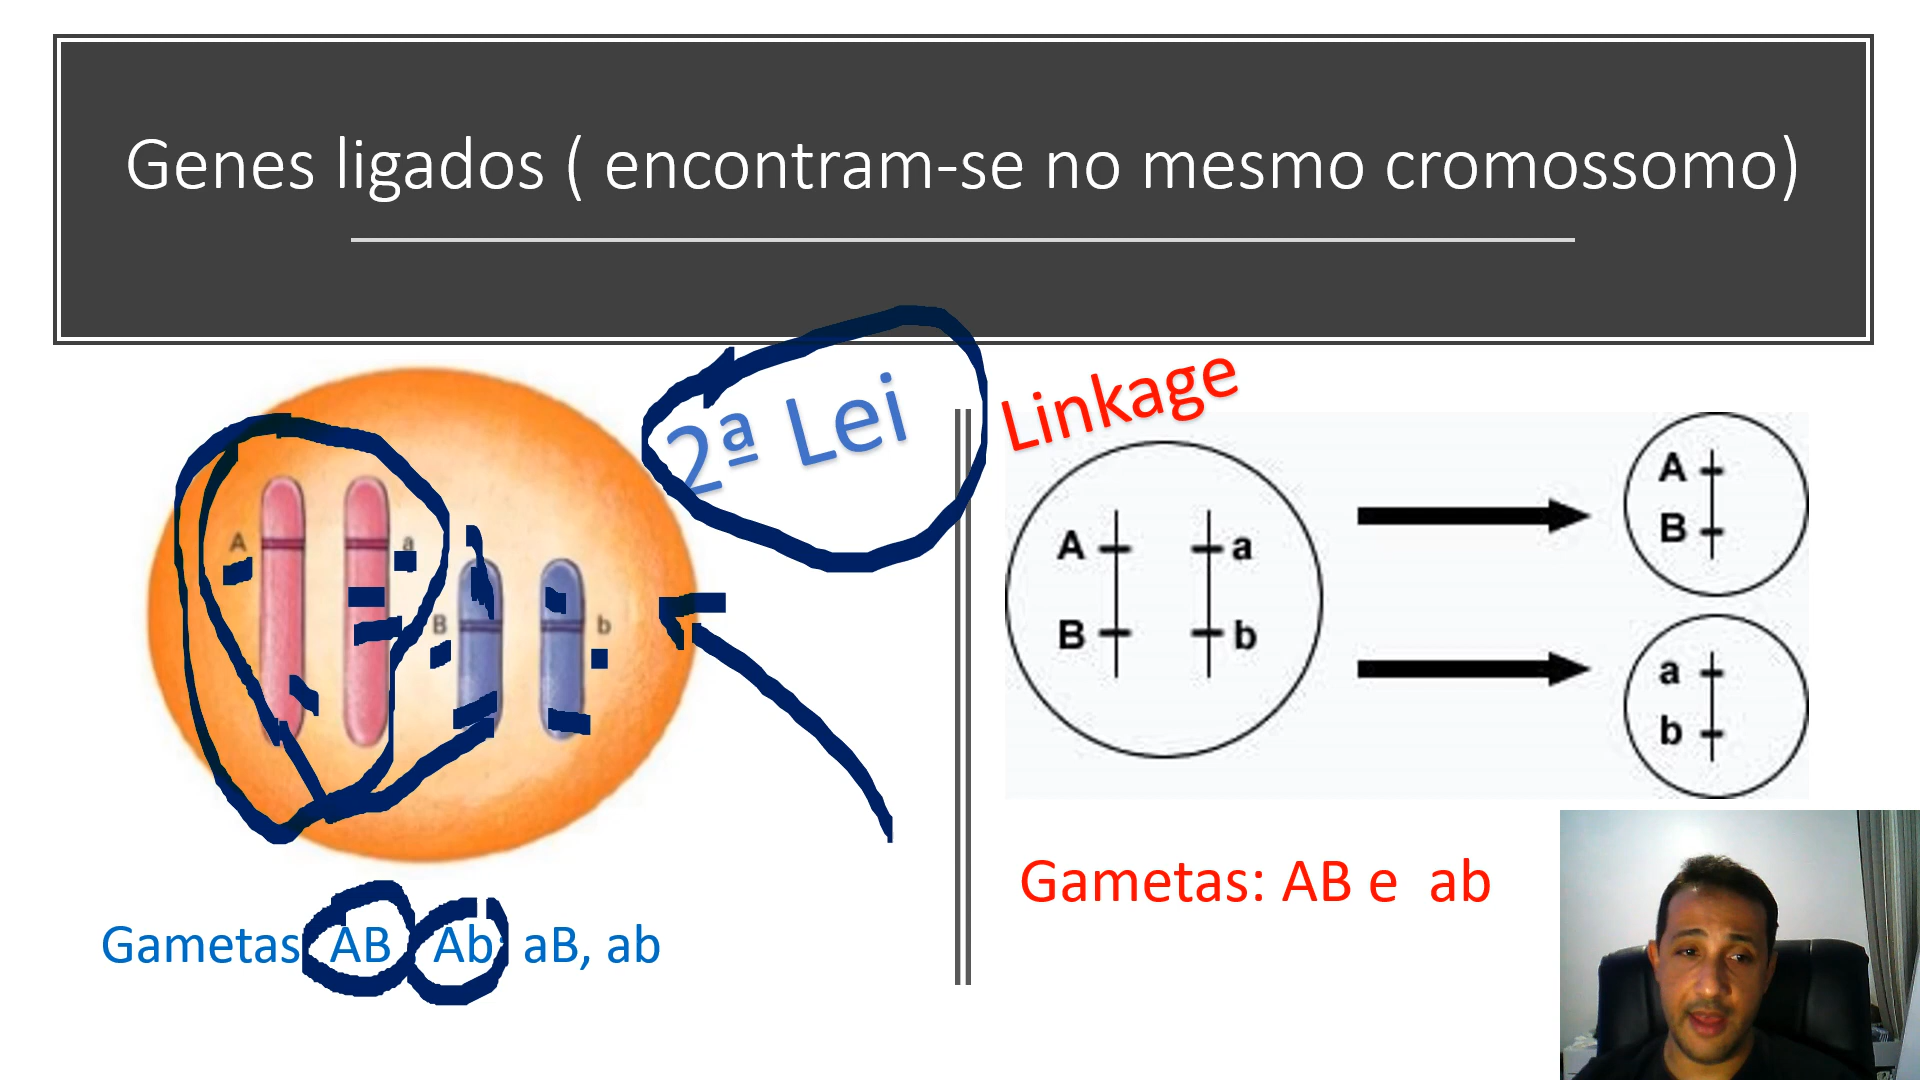 Genes ligados ( encontram-se no mesmo cromossomo)
2ª Lei
A
a
B
b
Gametas AB Ab aB, ab
Linkage
A a
B b
A
B
a
b
Gametas: AB e ab